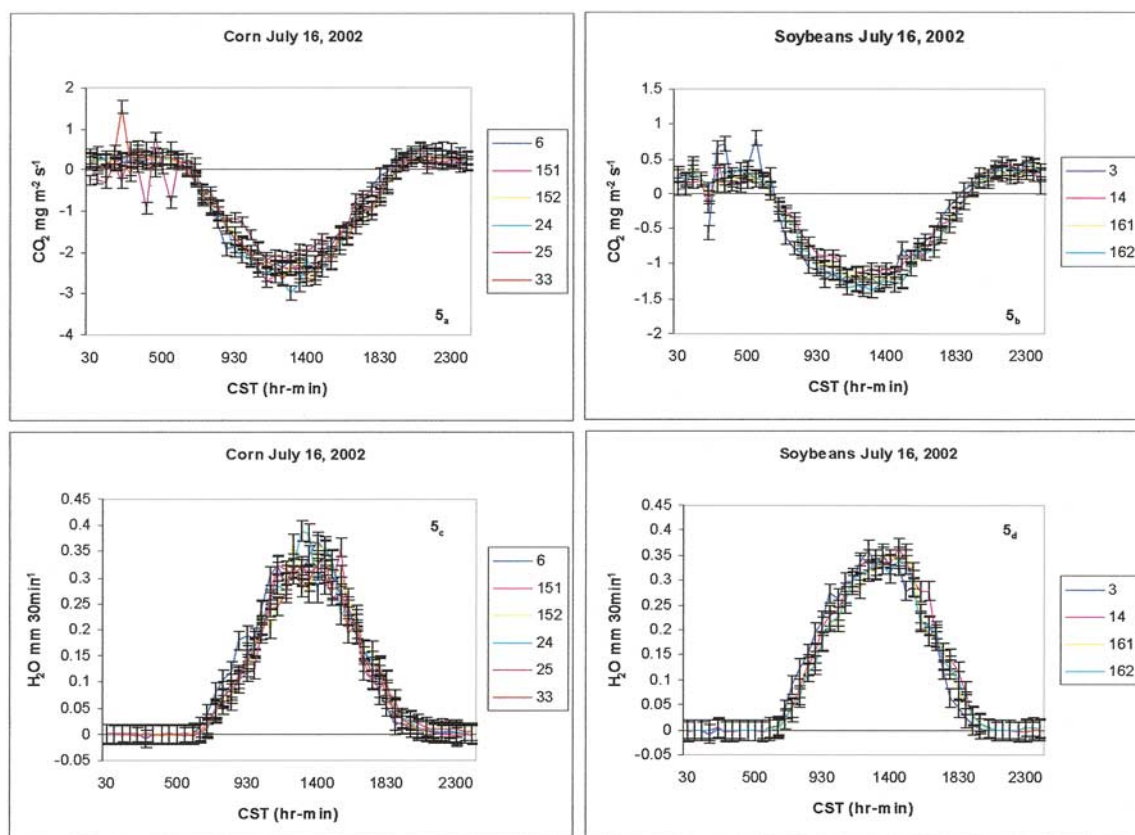 Corn July 16, 2002
2
1
0
-1
-2
-3
-4
CO₂ mg m⁻² s⁻¹
30 500 930 1400 1830 2300
CST (hr-min)
5ₐ
6
151
152
24
25
33
Soybeans July 16, 2002
1.5
1
0.5
0
-0.5
-1
-1.5
-2
CO₂ mg m⁻² s⁻¹
30 500 930 1400 1830 2300
CST (hr-min)
5b
3
14
161
162
Corn July 16, 2002
0.45
0.4
0.35
0.3
0.25
0.2
0.15
0.1
0.05
0
-0.05
H₂O mm 30min¹
30 500 930 1400 1830 2300
CST (hr-min)
5c
6
151
152
24
25
33
Soybeans July 16, 2002
0.45
0.4
0.35
0.3
0.25
0.2
0.15
0.1
0.05
0
-0.05
H₂O mm 30min¹
30 500 930 1400 1830 2300
CST (hr-min)
5d
3
14
161
162